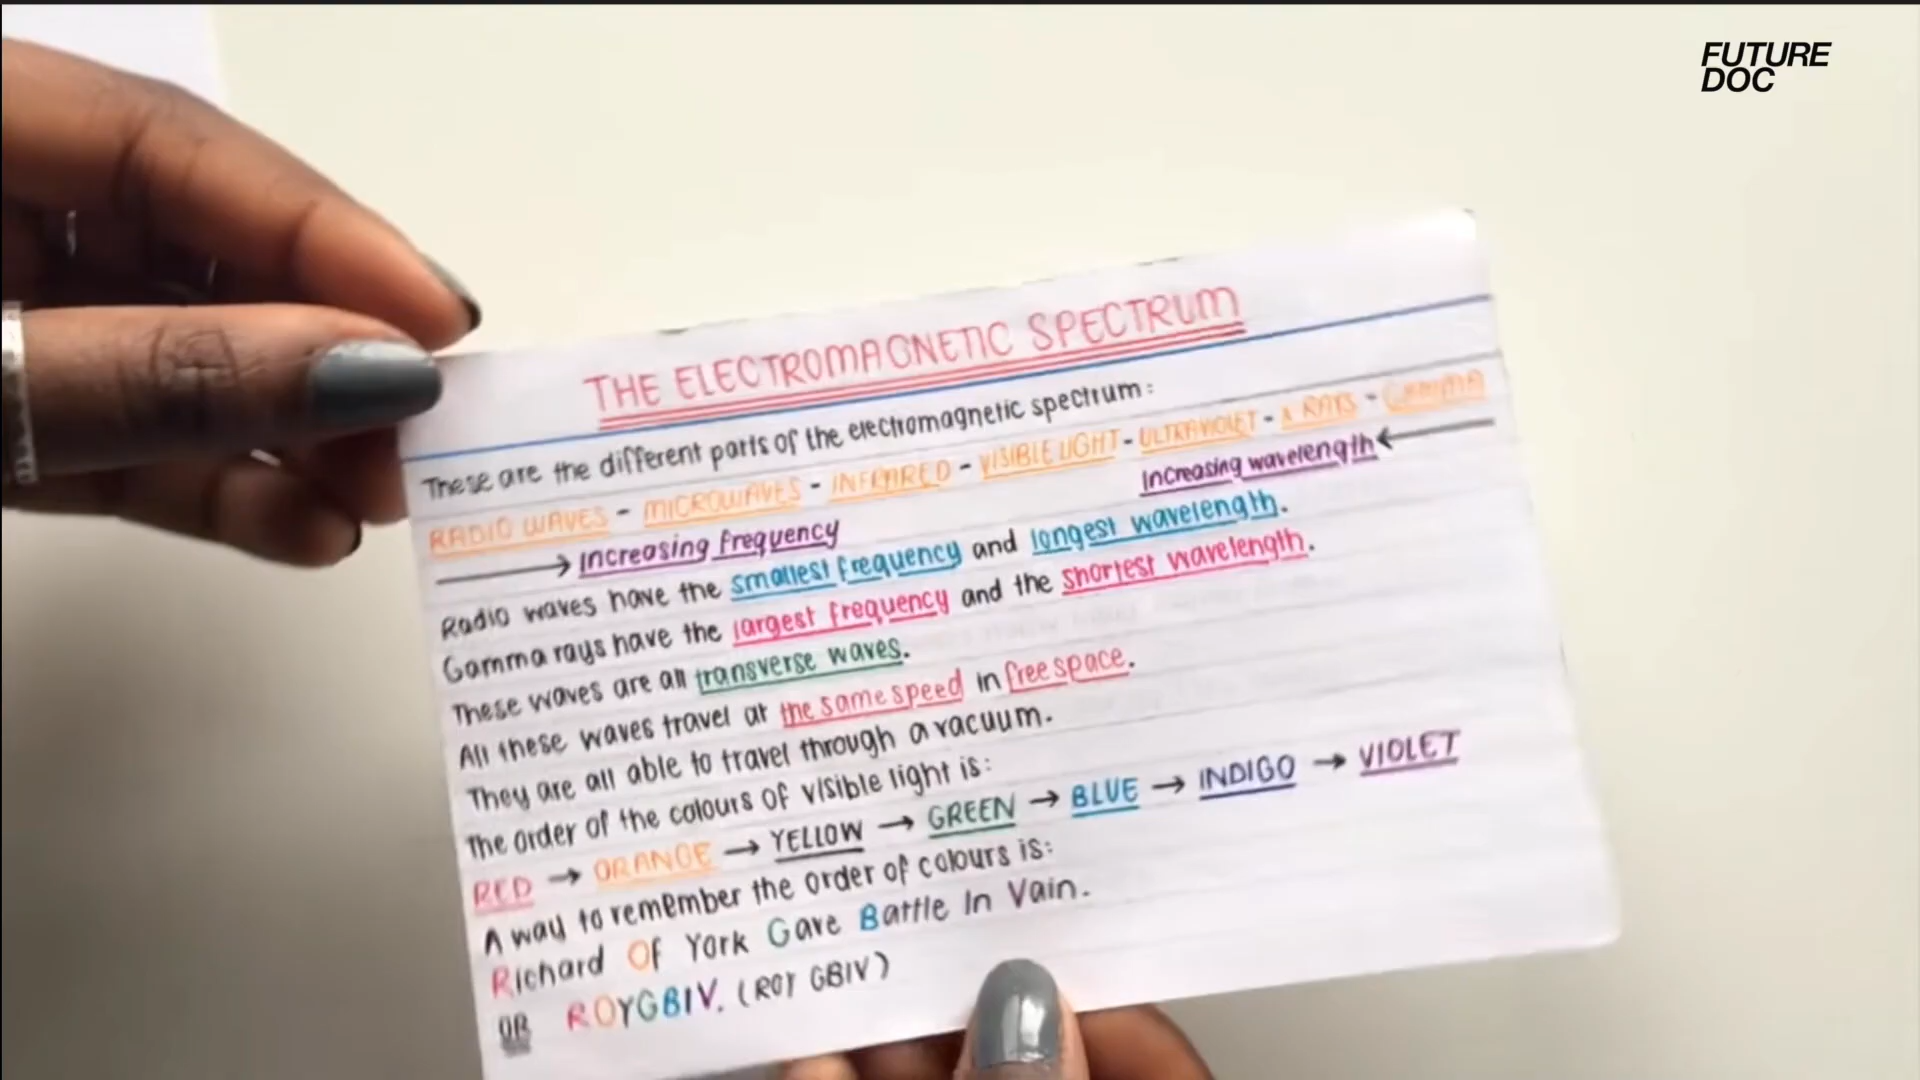 FUTURE
DOC
THE ELECTROMAGNETIC SPECTRUM
These are the different parts of the electromagnetic spectrum:
RADIO WAVES - MICROWAVES - INFRARED - VISIBLE LIGHT - ULTRAVIOLET - X RAYS - GAMMA
→ Increasing frequency Increasing wavelength ←
Radio waves have the smallest frequency and longest wavelength.
Gamma rays have the largest frequency and the shortest wavelength.
These waves are all transverse waves.
All these waves travel at the same speed in free space.
They are all able to travel through a vacuum.
The order of the colours of visible light is:
RED → ORANGE → YELLOW → GREEN → BLUE → INDIGO → VIOLET
A way to remember the order of colours is:
Richard Of York Gave Battle In Vain.
OR ROYGBIV. (ROY GBIV)